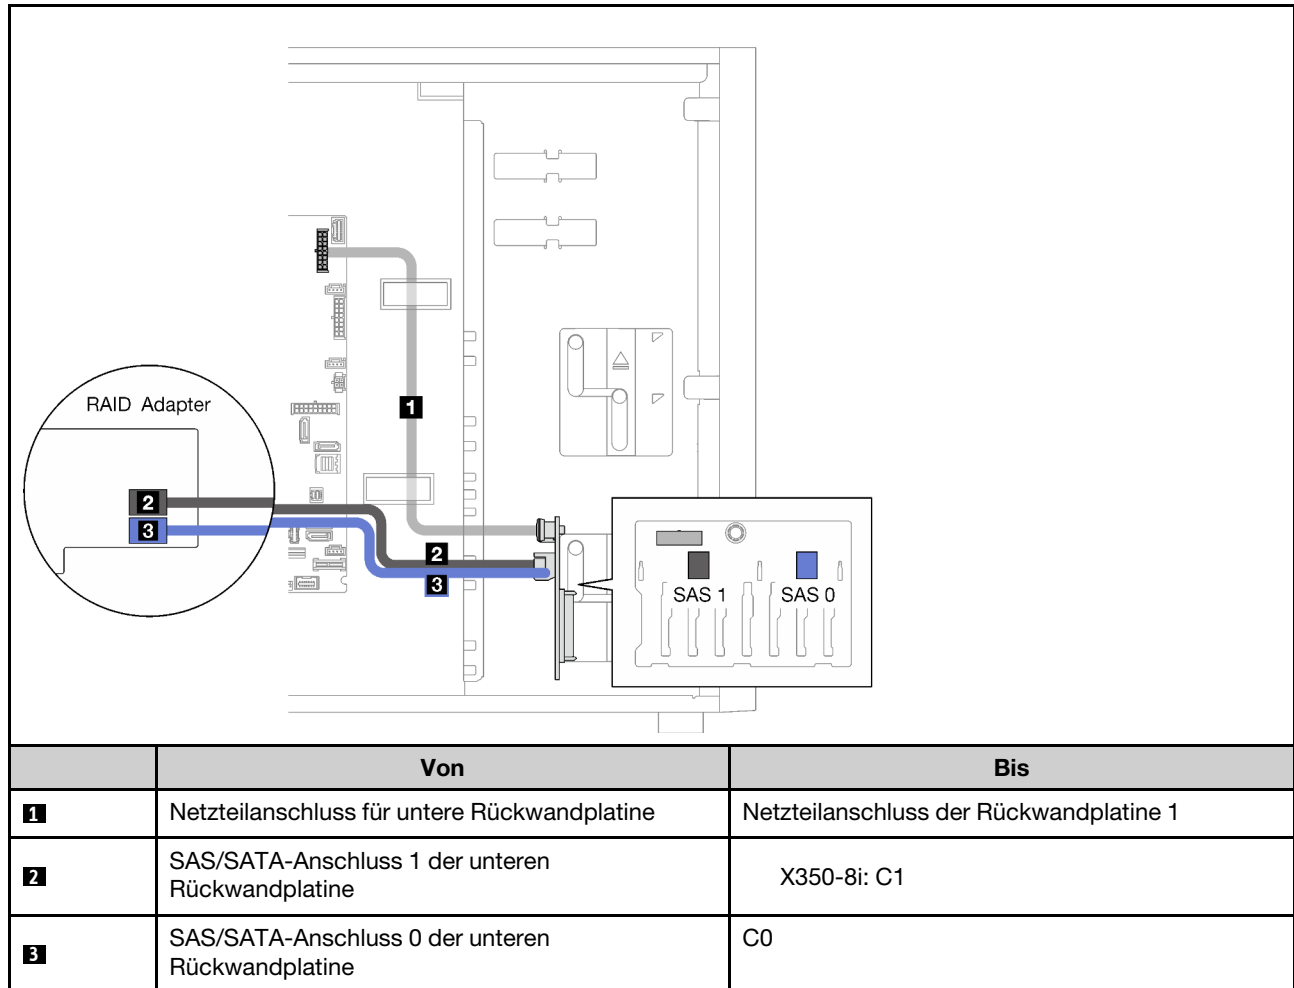 1
RAID Adapter
2
3
2
3
SAS 1
SAS 0
Von
Bis
1
Netzteilanschluss für untere Rückwandplatine
Netzteilanschluss der Rückwandplatine 1
2
SAS/SATA-Anschluss 1 der unteren
Rückwandplatine
X350-8i: C1
3
SAS/SATA-Anschluss 0 der unteren
Rückwandplatine
C0